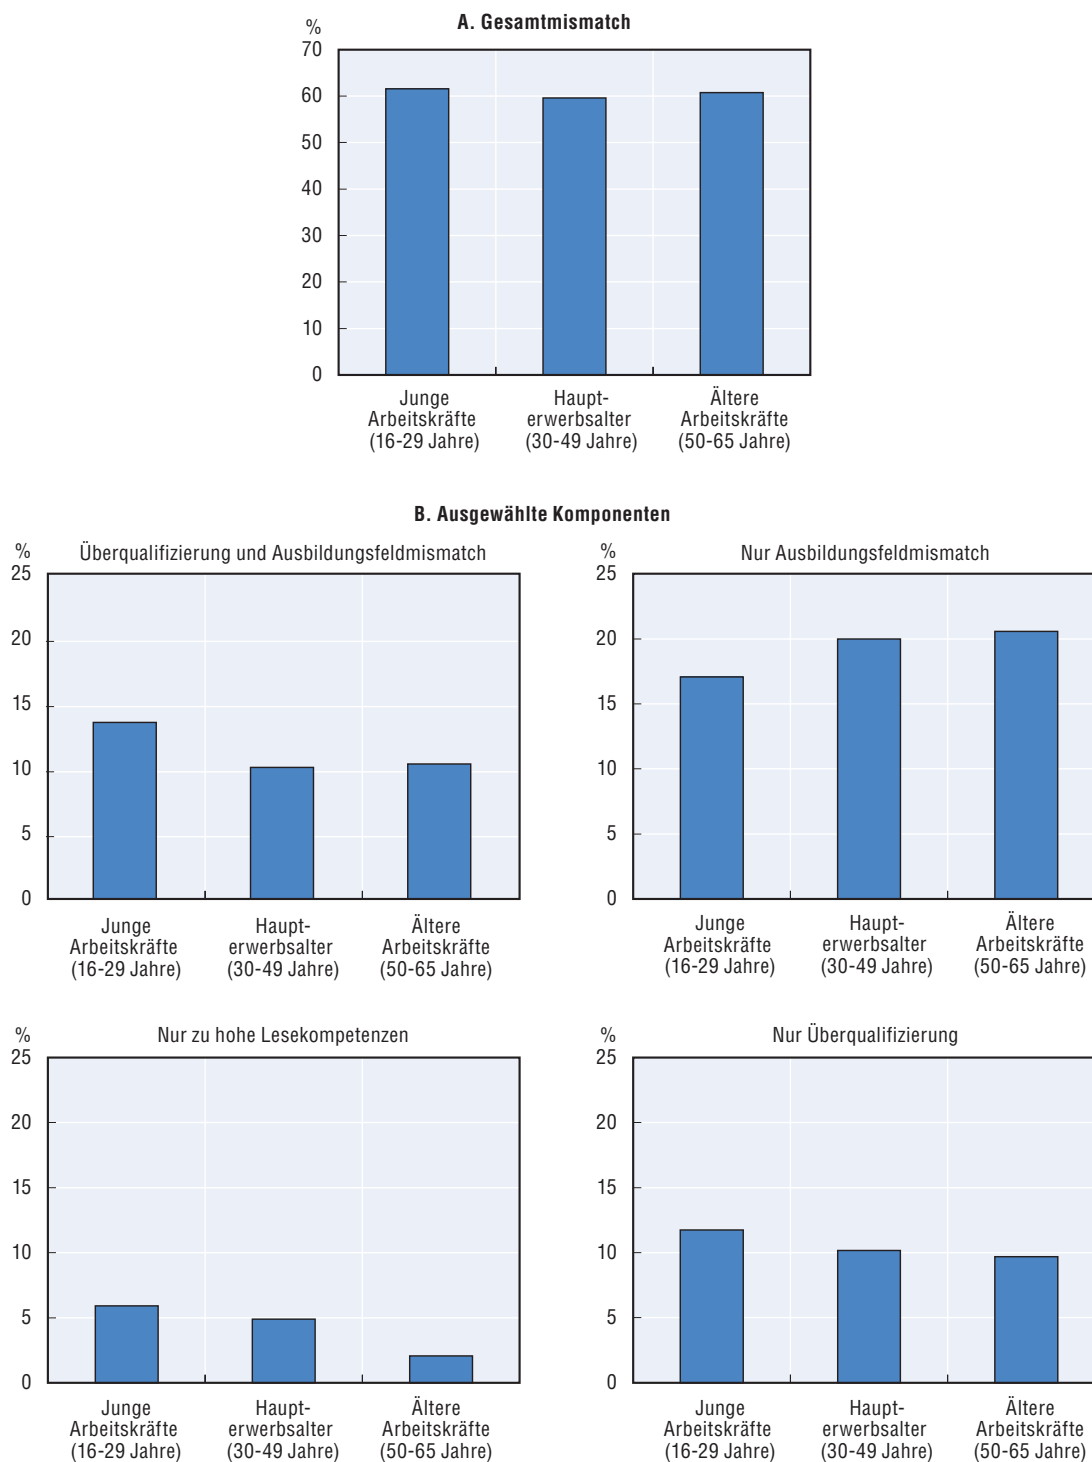 A. Gesamtmismatch
%
70
60
50
40
30
20
10
0
Junge
Arbeitskräfte
(16-29 Jahre)
Haupt-
erwerbsalter
(30-49 Jahre)
Ältere
Arbeitskräfte
(50-65 Jahre)
B. Ausgewählte Komponenten
%
Überqualifizierung und Ausbildungsfeldmismatch
25
20
15
10
5
0
Junge
Arbeitskräfte
(16-29 Jahre)
Haupt-
erwerbsalter
(30-49 Jahre)
Ältere
Arbeitskräfte
(50-65 Jahre)
%
Nur Ausbildungsfeldmismatch
25
20
15
10
5
0
Junge
Arbeitskräfte
(16-29 Jahre)
Haupt-
erwerbsalter
(30-49 Jahre)
Ältere
Arbeitskräfte
(50-65 Jahre)
%
Nur zu hohe Lesekompetenzen
25
20
15
10
5
0
Junge
Arbeitskräfte
(16-29 Jahre)
Haupt-
erwerbsalter
(30-49 Jahre)
Ältere
Arbeitskräfte
(50-65 Jahre)
%
Nur Überqualifizierung
25
20
15
10
5
0
Junge
Arbeitskräfte
(16-29 Jahre)
Haupt-
erwerbsalter
(30-49 Jahre)
Ältere
Arbeitskräfte
(50-65 Jahre)